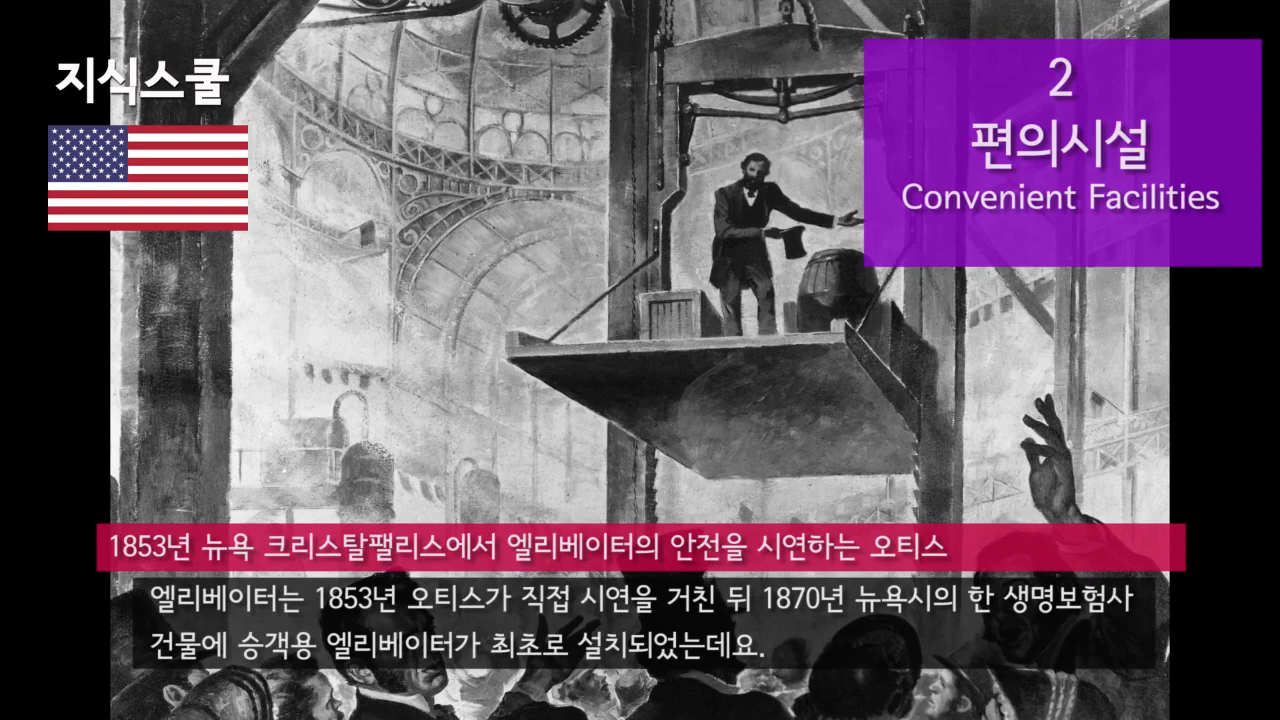 지식스쿨
2
편의시설
Convenient Facilities
1853년 뉴욕 크리스탈팰리스에서 엘리베이터의 안전을 시연하는 오티스
엘리베이터는 1853년 오티스가 직접 시연을 거친 뒤 1870년 뉴욕시의 한 생명보험사
건물에 승객용 엘리베이터가 최초로 설치되었는데요.